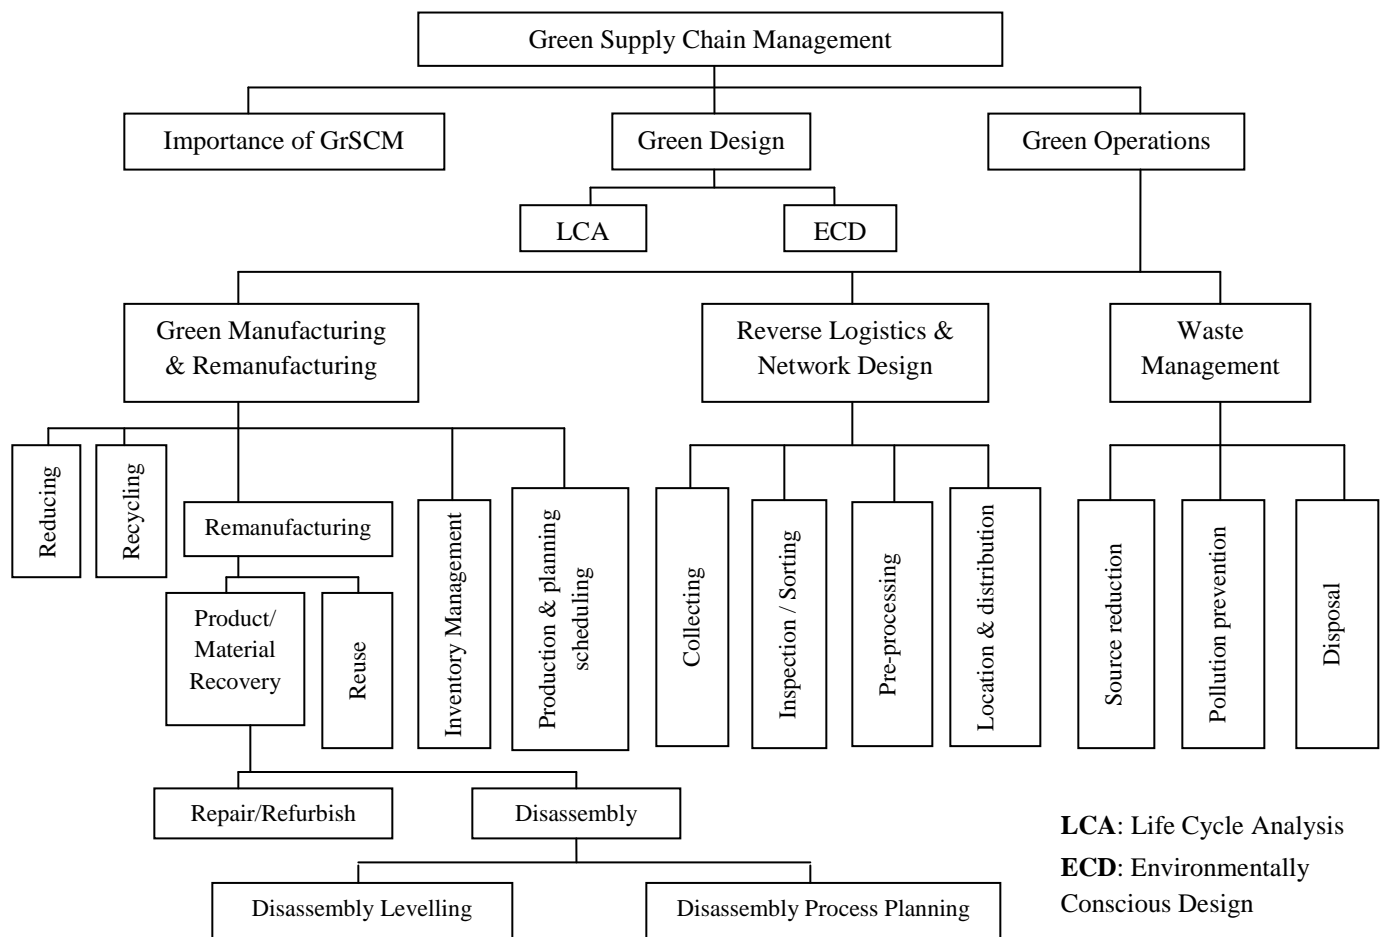 Green Supply Chain Management
Importance of GrSCM
Green Design
Green Operations
LCA
ECD
Green Manufacturing
& Remanufacturing
Reverse Logistics &
Network Design
Waste
Management
Reducing
Recycling
Remanufacturing
Product/
Material
Recovery
Reuse
Inventory Management
Production & planning
scheduling
Collecting
Inspection / Sorting
Pre-processing
Location & distribution
Source reduction
Pollution prevention
Disposal
Repair/Refurbish
Disassembly
Disassembly Levelling
Disassembly Process Planning
LCA: Life Cycle Analysis
ECD: Environmentally
Conscious Design